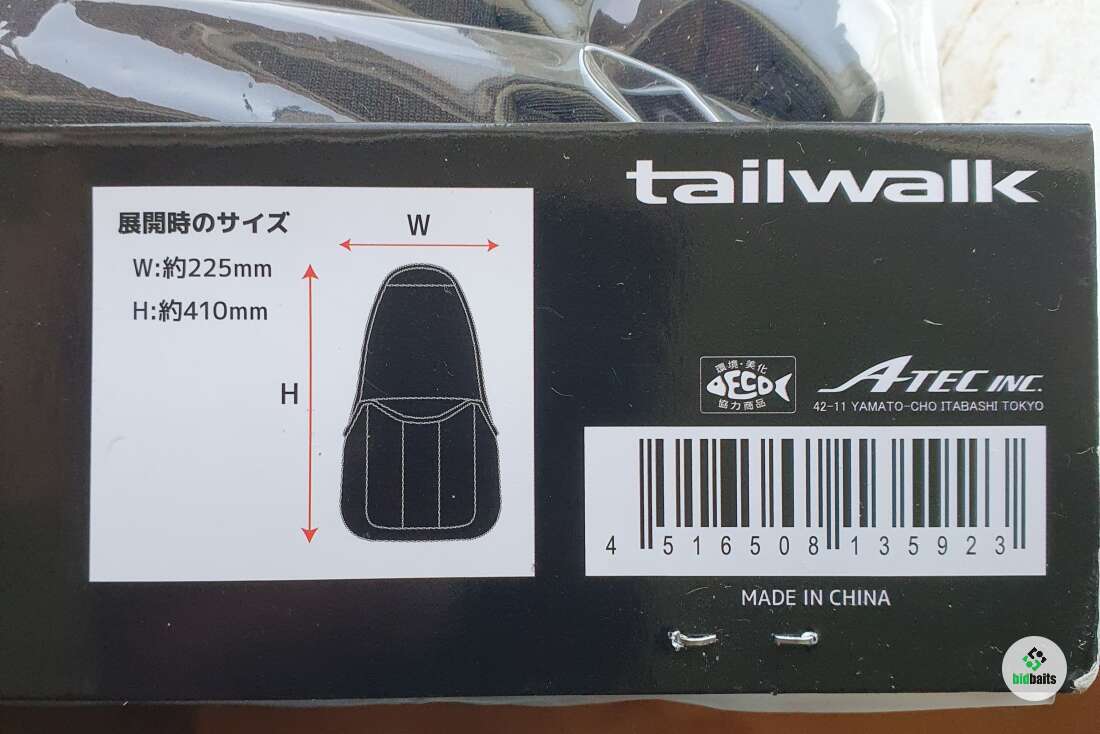 tailwalk
展開時のサイズ
W:約225mm
H:約410mm
W
H
環境・美化
ECO
協力商品
A-TEC INC.
42-11 YAMATO-CHO ITABASHI TOKYO
4 516508 135923
MADE IN CHINA
bidbaits